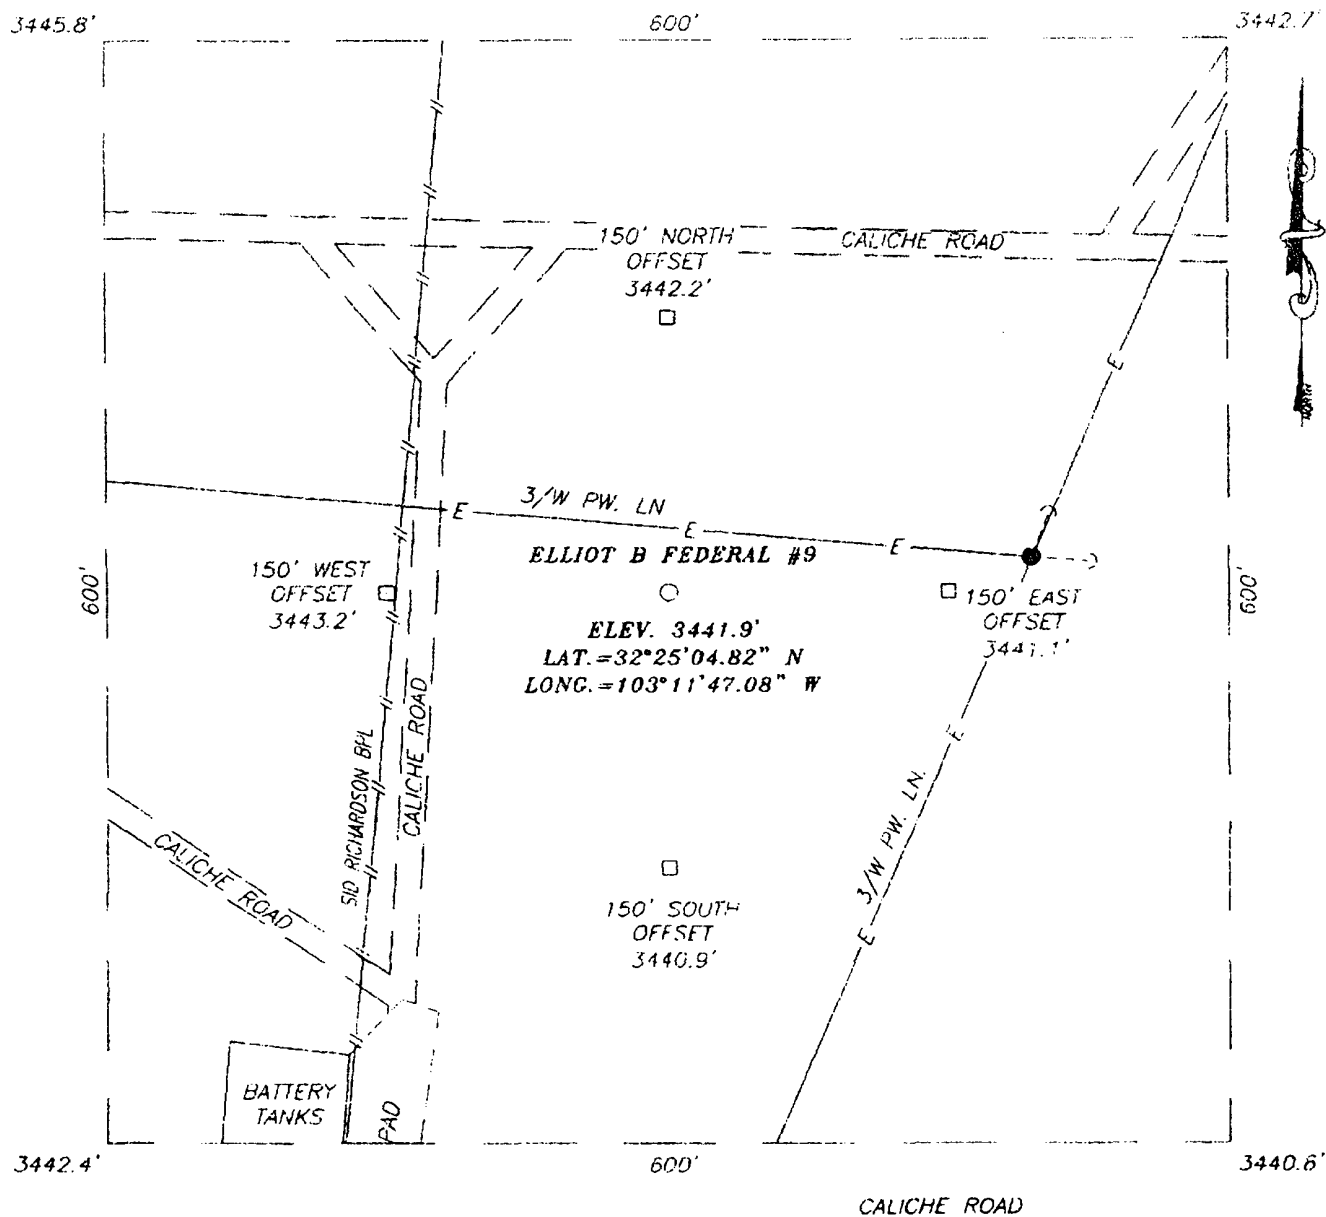 3445.8'
600'
3442.7'
150' NORTH
OFFSET
3442.2'
CALICHE ROAD
NORTH
E
3/W PW. LN
E
E
E
ELLIOT B FEDERAL #9
150' WEST
OFFSET
3443.2'
600'
600'
150' EAST
OFFSET
3441.1'
ELEV. 3441.9'
LAT.=32°25'04.82" N
LONG.=103°11'47.08" W
CALICHE ROAD
SID RICHARDSON BPL
E
3/W PW. LN.
E
CALICHE ROAD
150' SOUTH
OFFSET
3440.9'
BATTERY
TANKS
PAD
3442.4'
600'
3440.6'
CALICHE ROAD